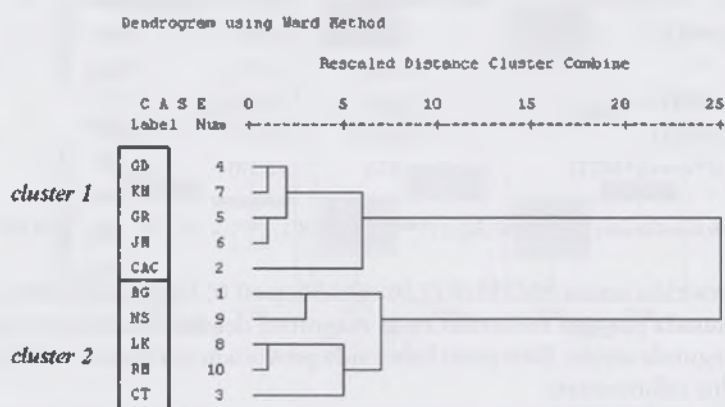 Dendrogram using Ward Method
Rescaled Distance Cluster Combine
C A S E 0 5 10 15 20 25
Label Num
cluster 1
GD 4
KM 7
GR 5
JM 6
CAC 2
cluster 2
BG 1
NS 9
LK 8
RM 10
CT 3